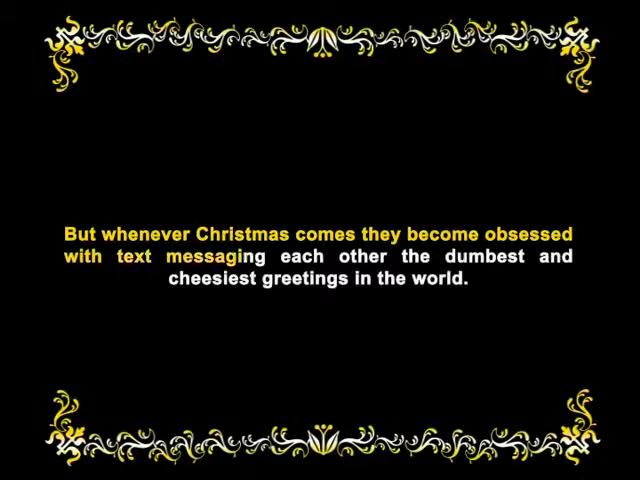 But whenever Christmas comes they become obsessed
with text messaging each other the dumbest and
cheesiest greetings in the world.